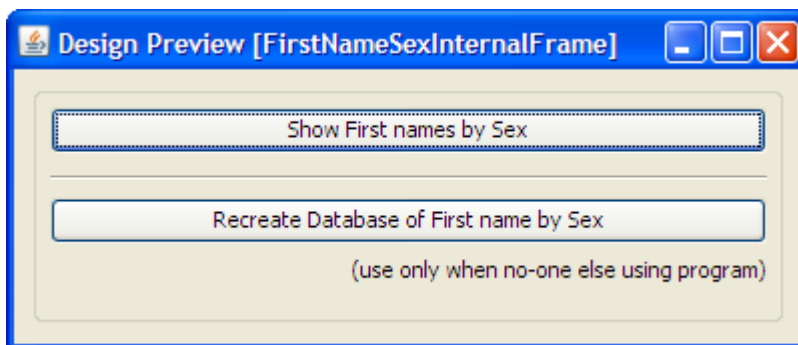 Design Preview [FirstNameSexInternalFrame]
Show First names by Sex
Recreate Database of First name by Sex
(use only when no-one else using program)